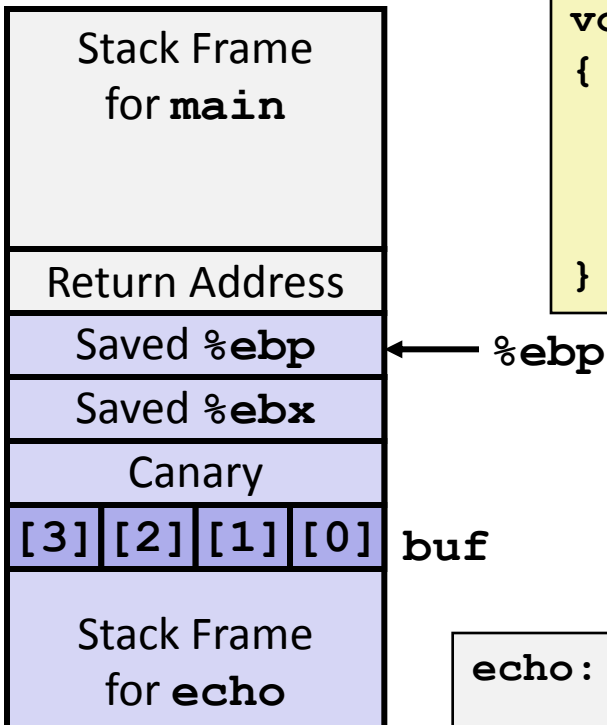 Stack Frame
for main
Return Address
Saved %ebp
%ebp
Saved %ebx
Canary
[3] [2] [1] [0] buf
Stack Frame
for echo
{
}
echo: